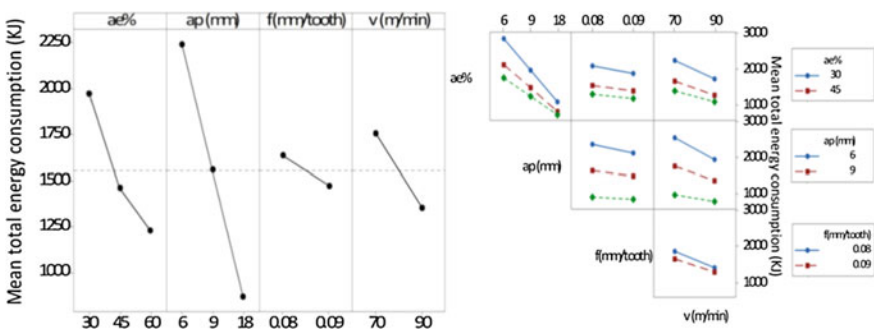 Mean total energy consumption (KJ)
ae% ap (mm) f(mm/tooth) v (m/min)
2250
2000
1750
1500
1250
1000
30 45 60 6 9 18 0.08 0.09 70 90
6 9 18 0.08 0.09 70 90
ae%
ap (mm)
f(mm/tooth)
v (m/min)
3000
2000
1000
3000
2000
1000
3000
2000
1000
Mean total energy consumption (KJ)
ae%
30
45
ap (mm)
6
9
f(mm/tooth)
0.08
0.09